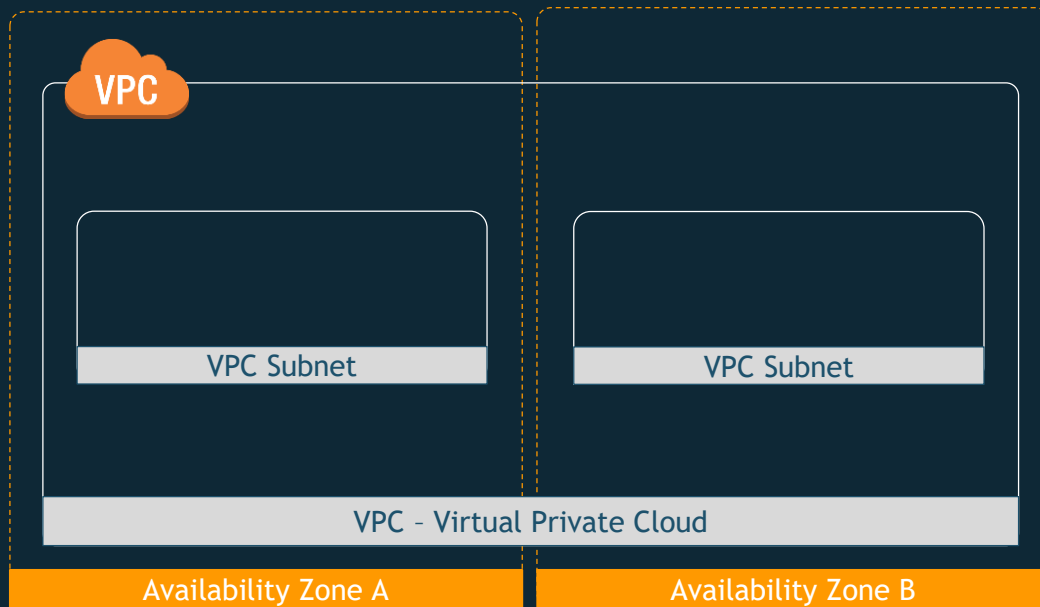 VPC
VPC Subnet
VPC Subnet
VPC – Virtual Private Cloud
Availability Zone A
Availability Zone B